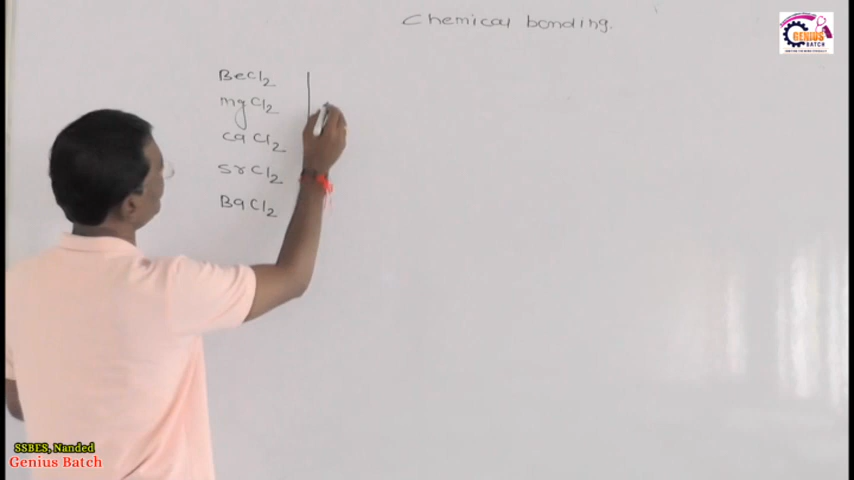 Chemical bonding.
BeCl2
mgCl2
caCl2
SrCl2
BaCl2
GENIUS
BATCH
SSBES, Nanded
Genius Batch